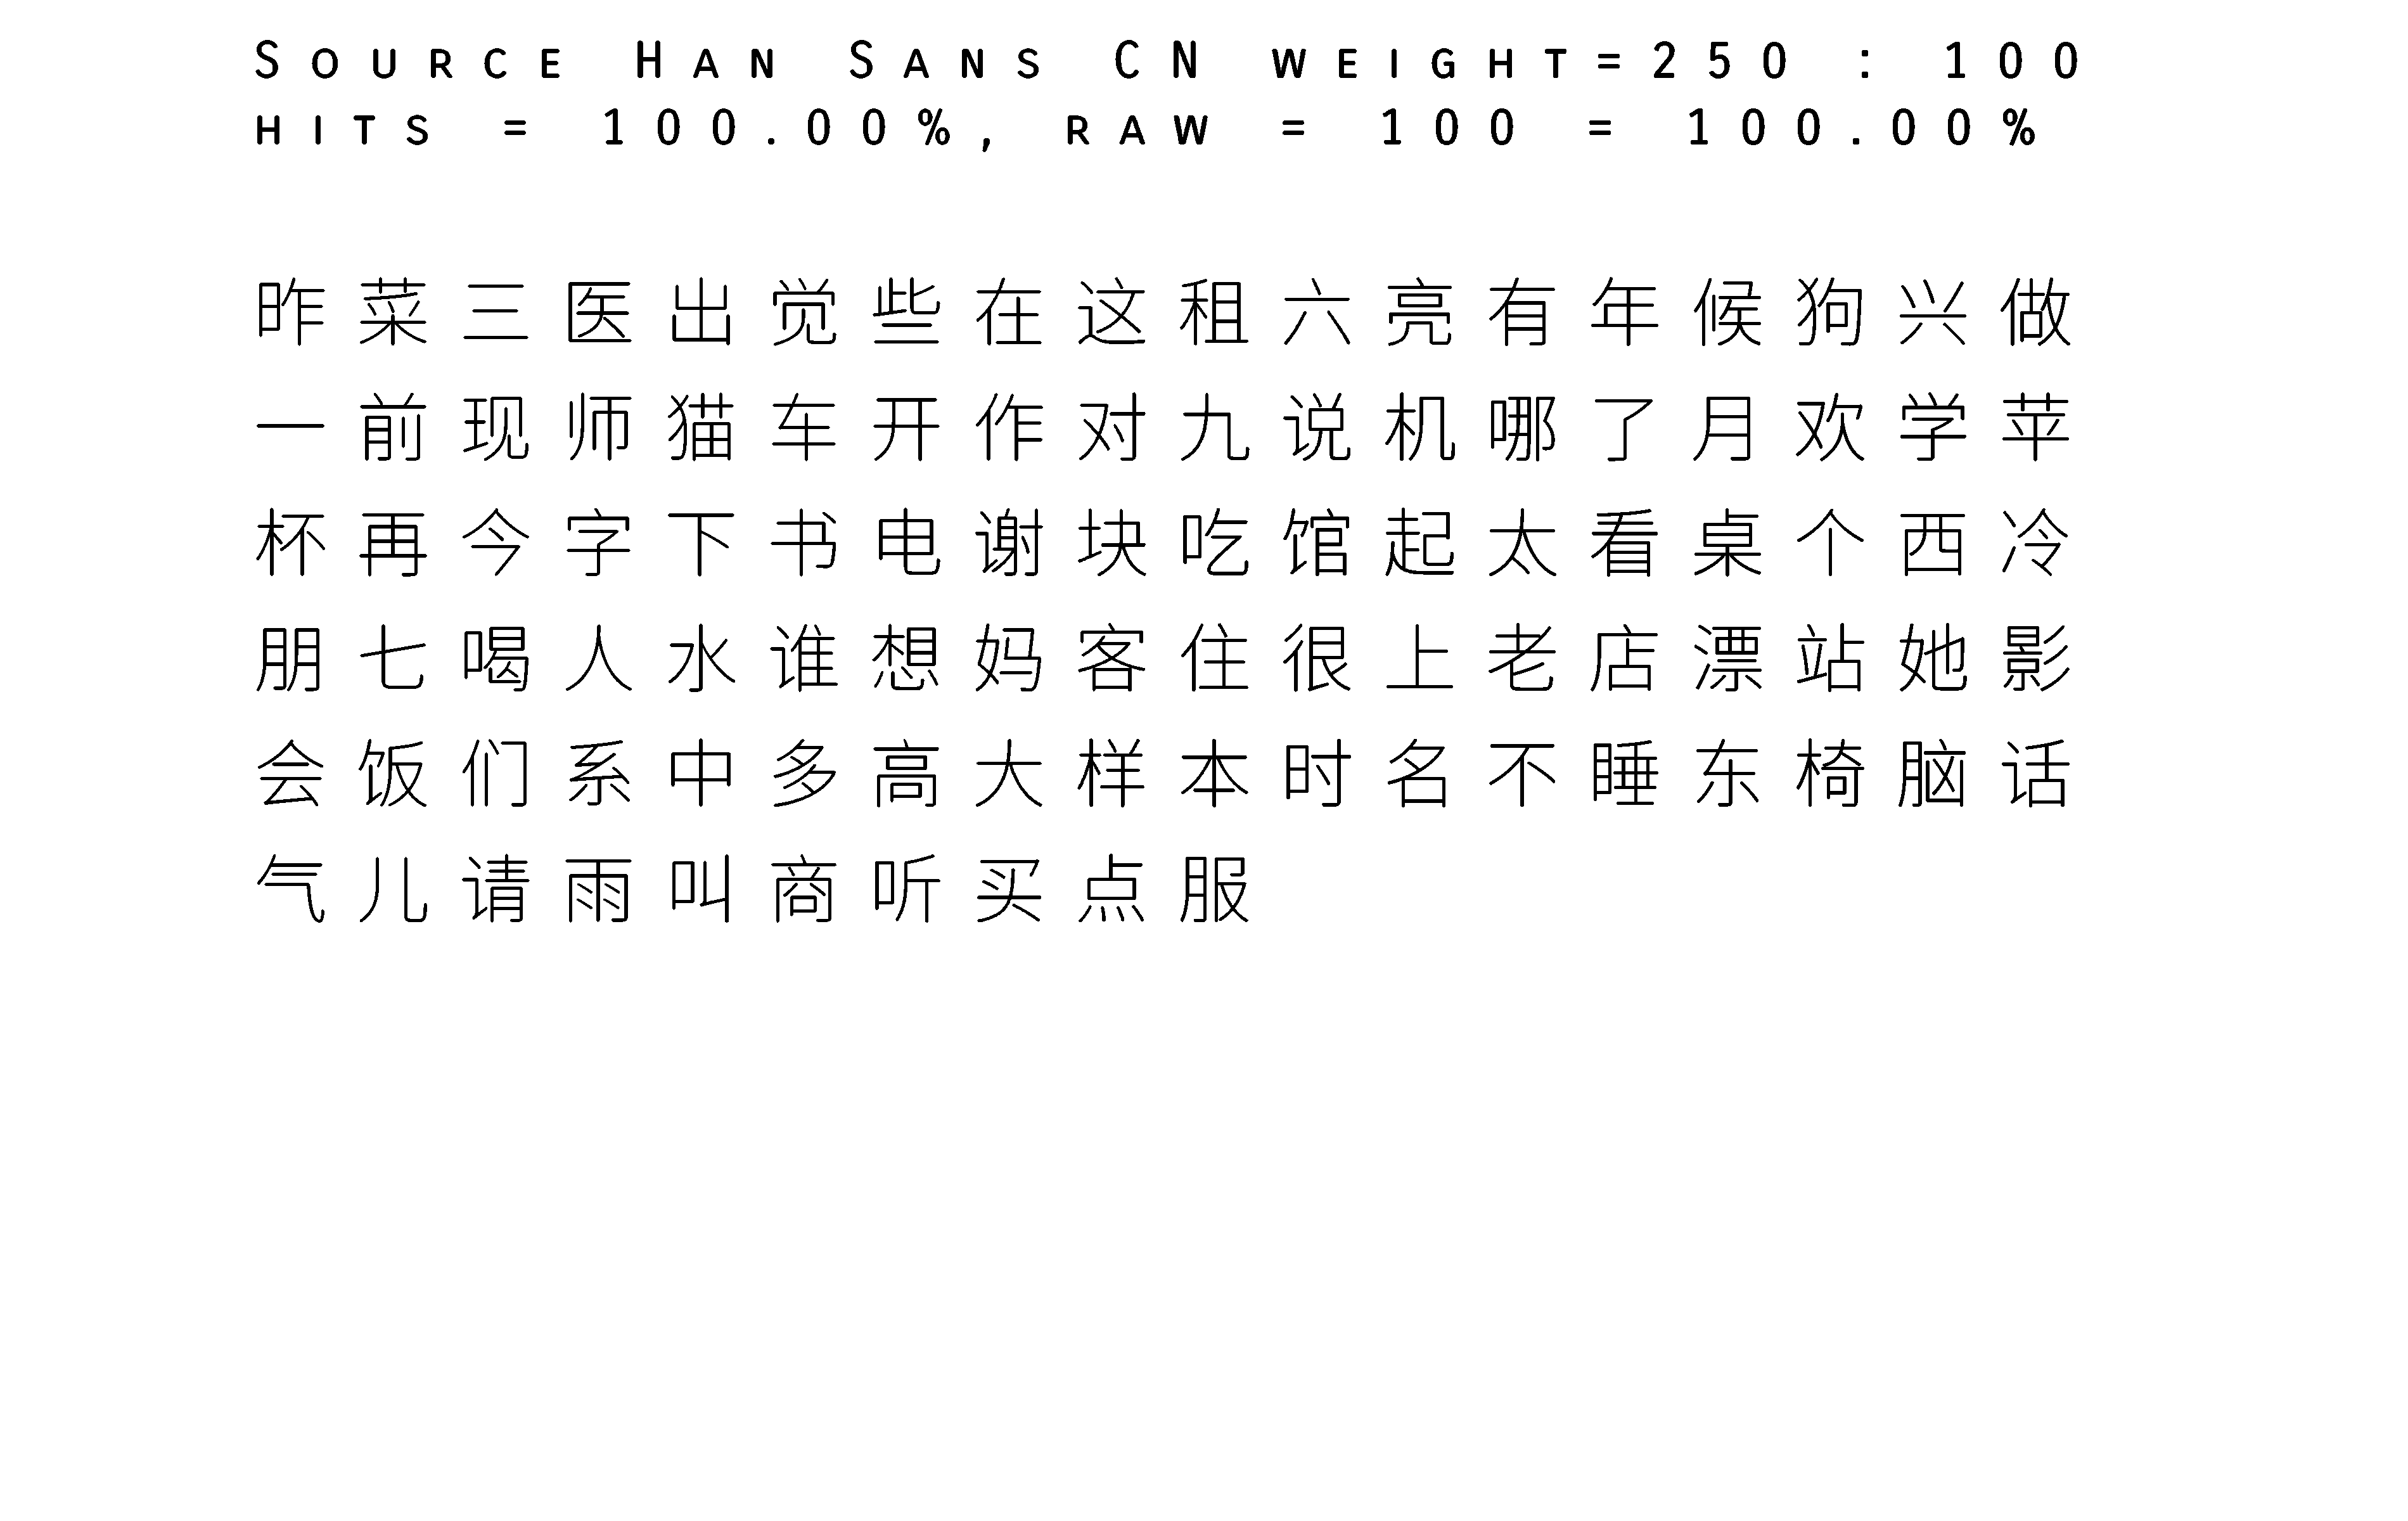 Source Han Sans CN weight=250 : 100
hits = 100.00%, raw = 100 = 100.00%
昨菜三医出觉些在这租六亮有年候狗兴做
一前现师猫车开作对九说机哪了月欢学苹
杯再今字下书电谢块吃馆起太看桌个西冷
朋七喝人水谁想妈客住很上老店漂站她影
会饭们系中多高大样本时名不睡东椅脑话
气儿请雨叫商听买点服